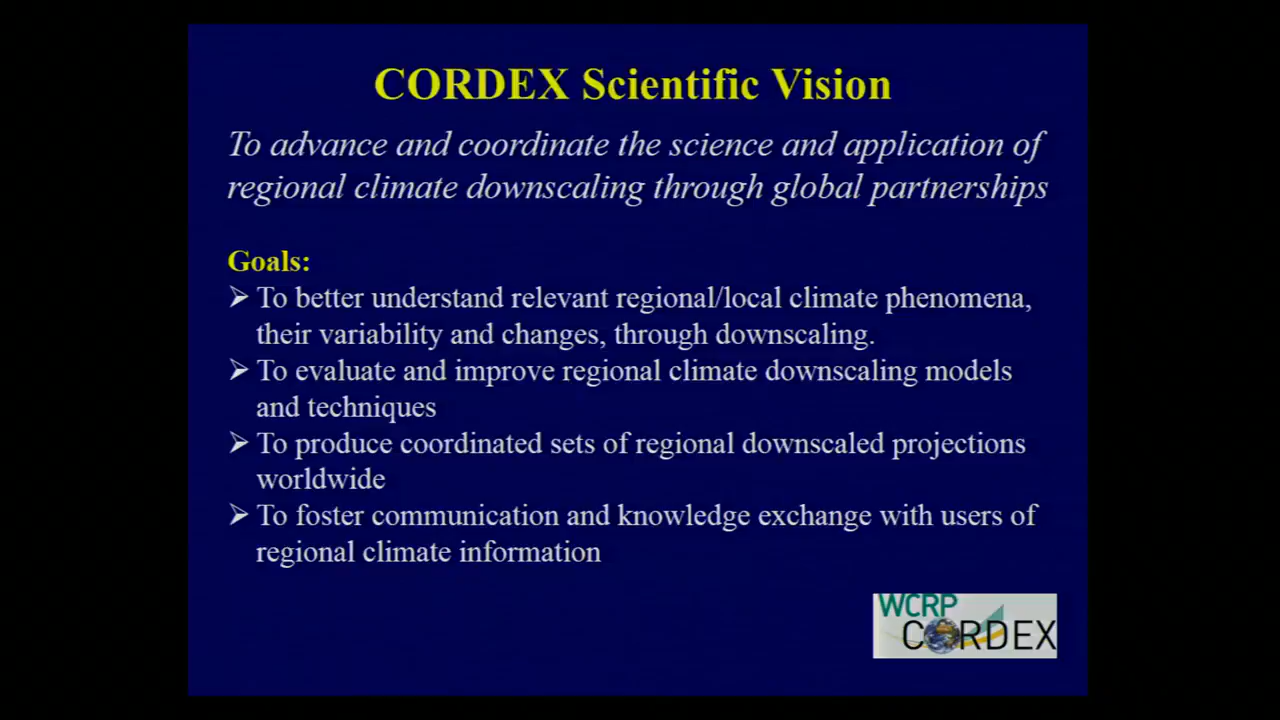 CORDEX Scientific Vision
To advance and coordinate the science and application of
regional climate downscaling through global partnerships
Goals:
➢ To better understand relevant regional/local climate phenomena,
their variability and changes, through downscaling.
➢ To evaluate and improve regional climate downscaling models
and techniques
➢ To produce coordinated sets of regional downscaled projections
worldwide
➢ To foster communication and knowledge exchange with users of
regional climate information
WCRP
CORDEX